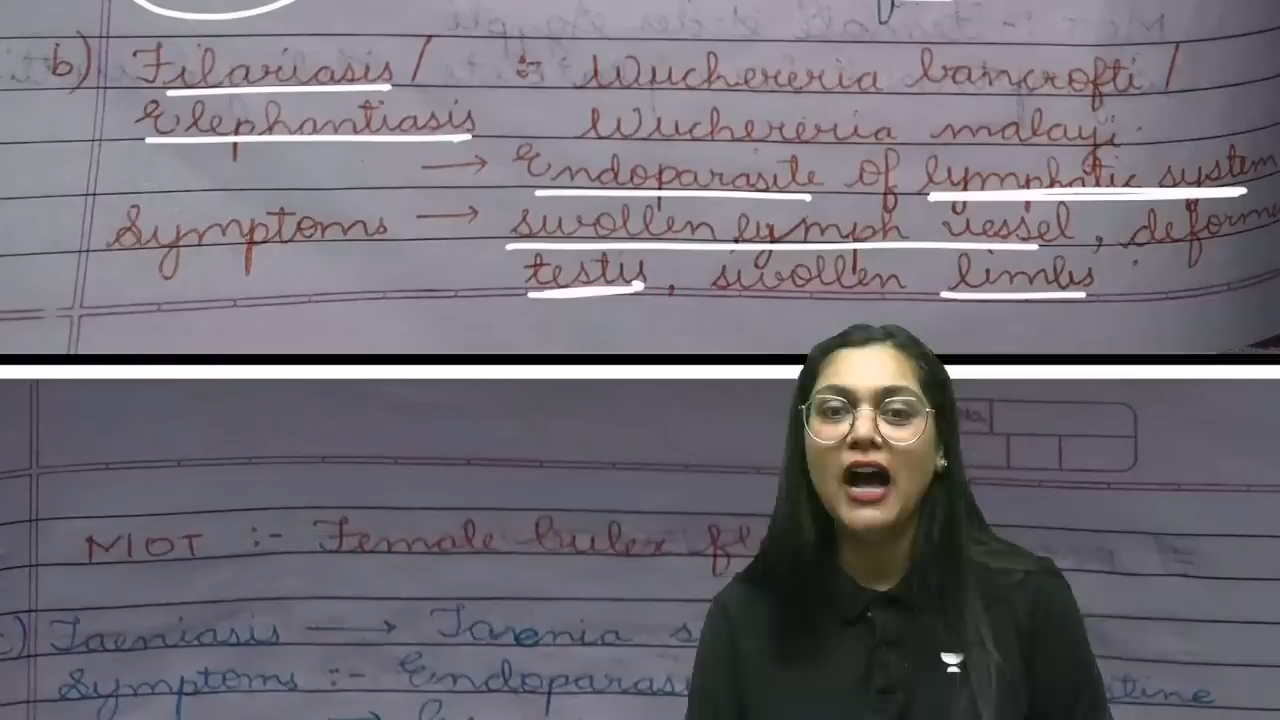 b) Filariasis / :- Wuchereria bancrofti /
Elephantiasis Wuchereria malayi
→ Endoparasite of lymphatic system
Symptoms → swollen lymph vessel, deform
testis, swollen limbs
MOT :- Female Culex
c) Taeniasis → Taenia
Symptoms :- tine